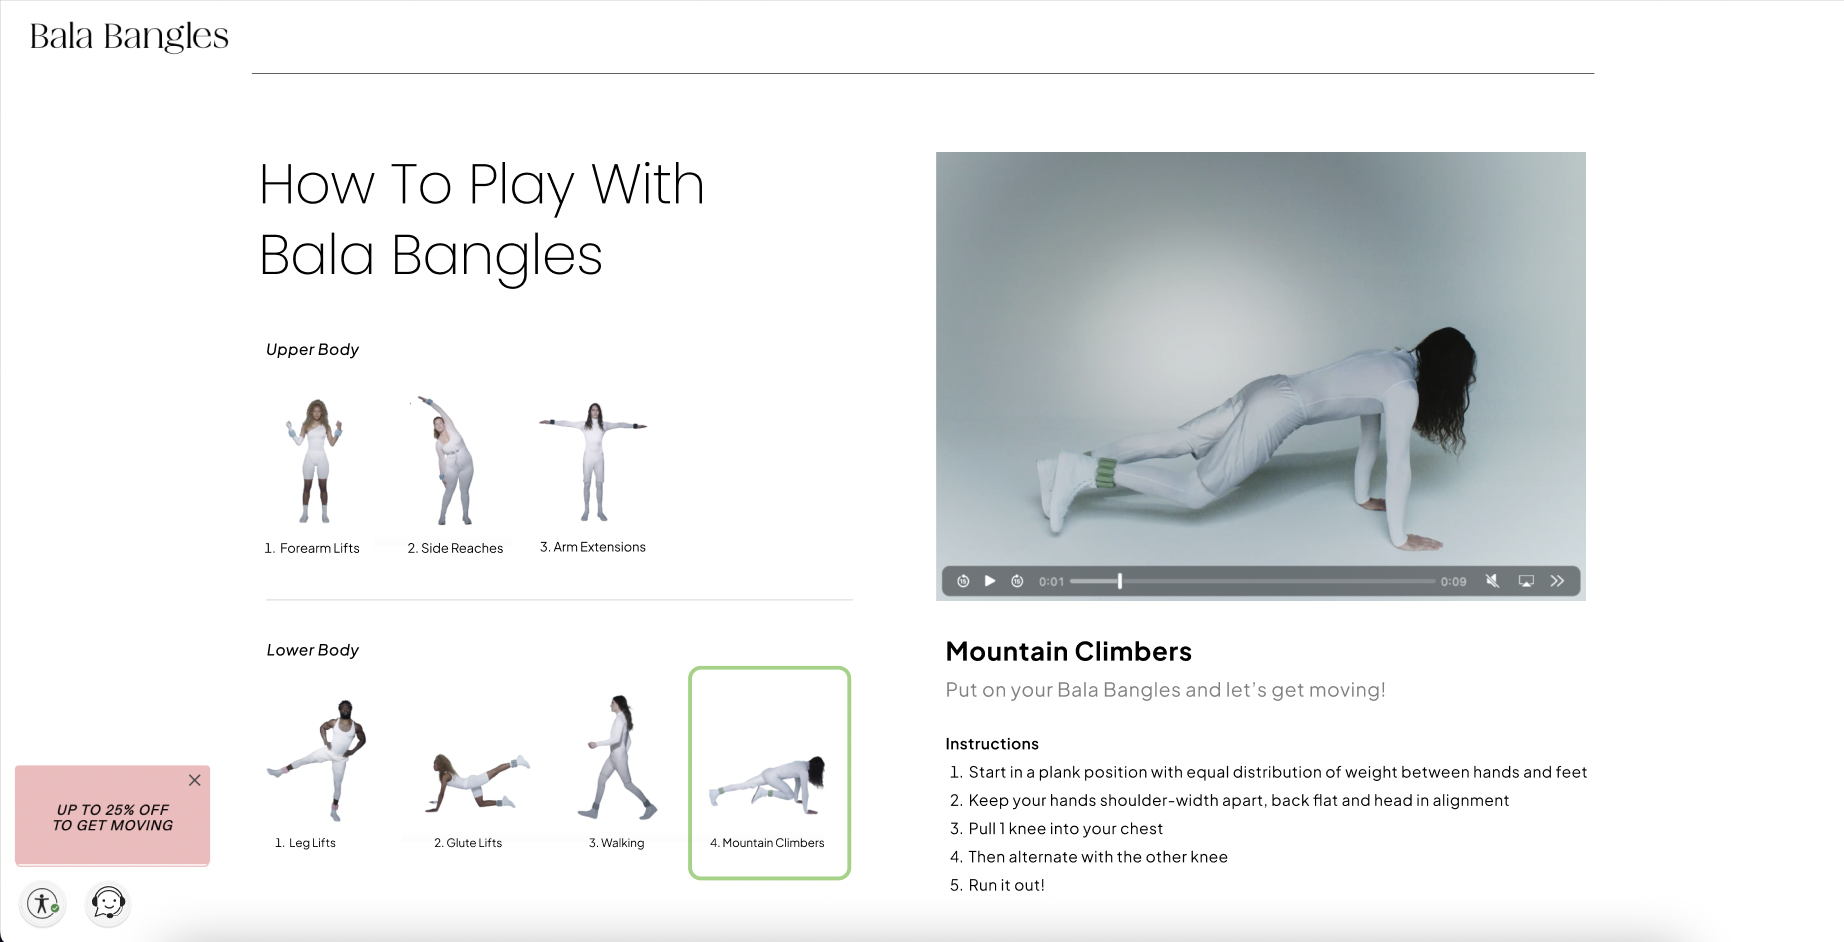 Bala Bangles
How To Play With
Bala Bangles
Upper Body
1. Forearm Lifts
2. Side Reaches
3. Arm Extensions
Lower Body
1. Leg Lifts
2. Glute Lifts
3. Walking
4. Mountain Climbers
UP TO 25% OFF
TO GET MOVING
15
15
0:01
0:09
Mountain Climbers
Put on your Bala Bangles and let’s get moving!
Instructions
1. Start in a plank position with equal distribution of weight between hands and feet
2. Keep your hands shoulder-width apart, back flat and head in alignment
3. Pull 1 knee into your chest
4. Then alternate with the other knee
5. Run it out!